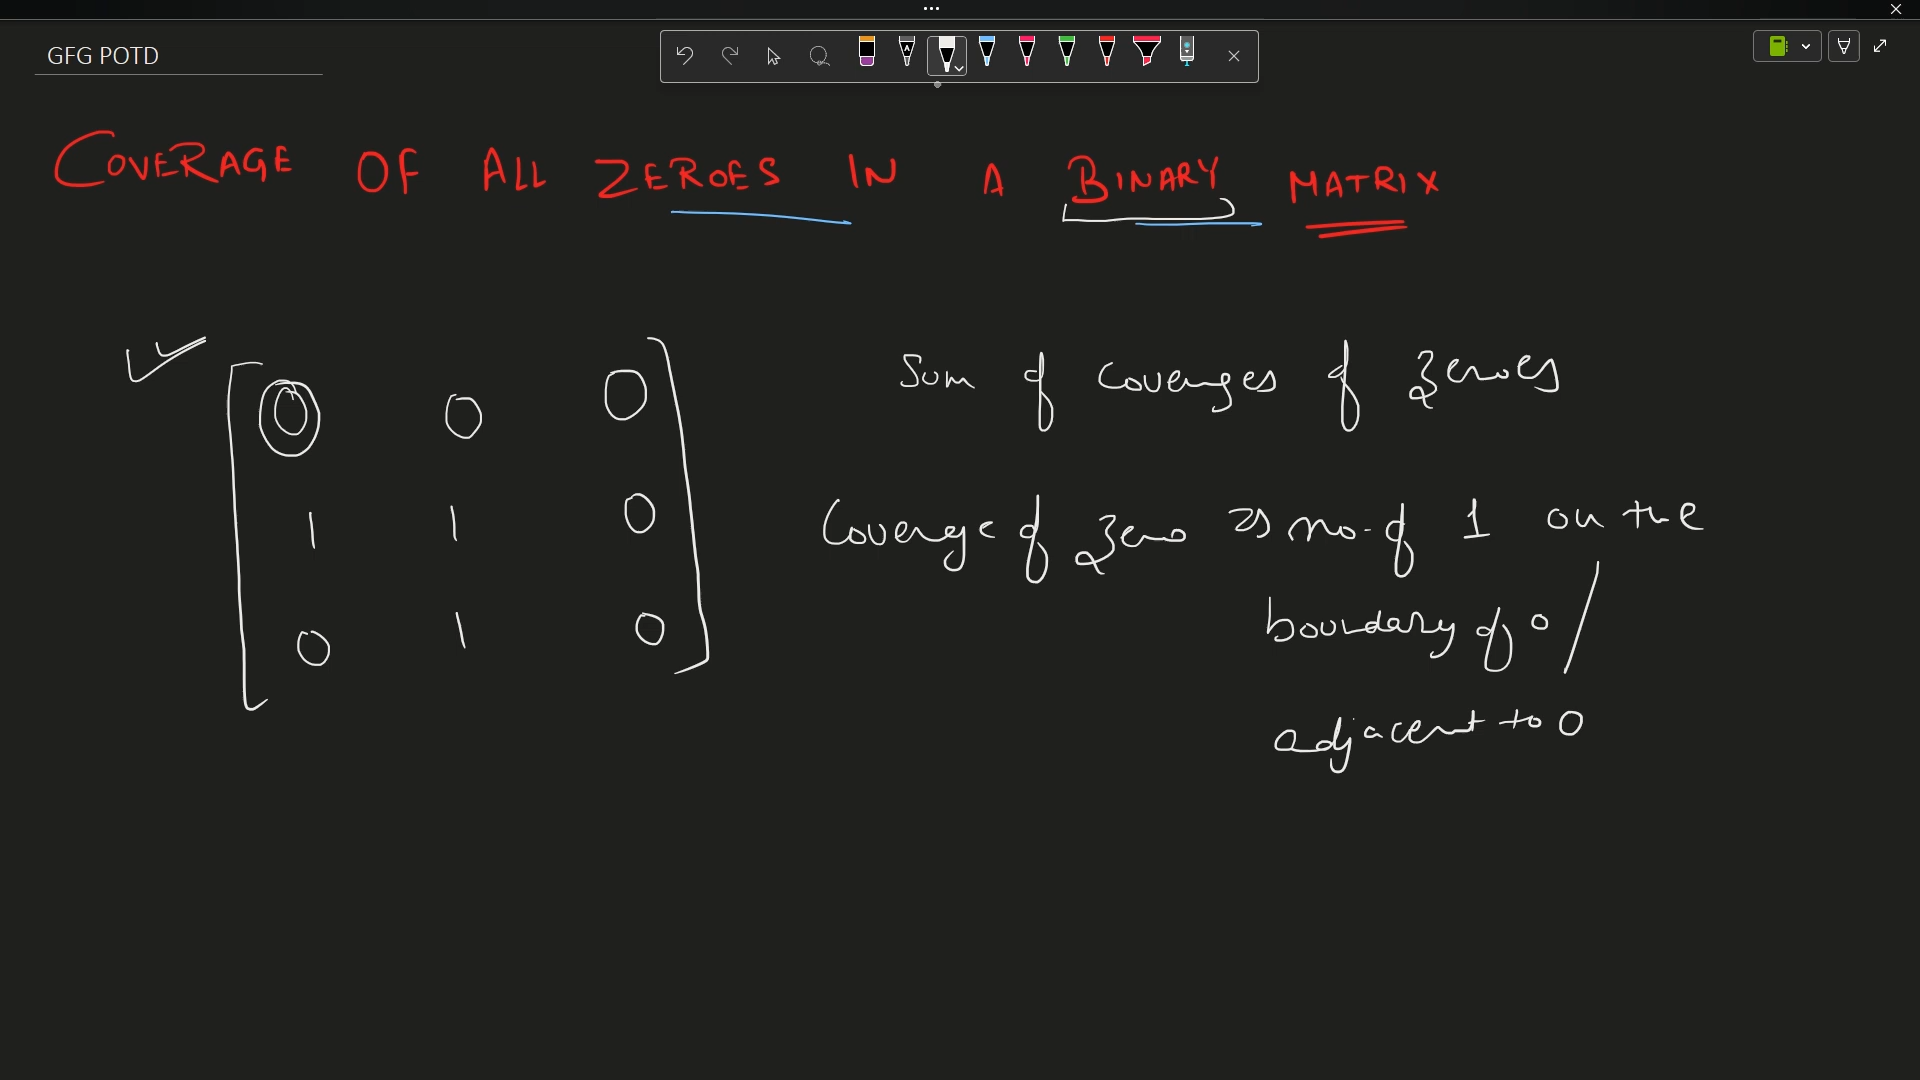 GFG POTD
COVERAGE OF ALL ZEROES IN A BINARY MATRIX
0 0 0
1 1 0
0 1 0
Sum of coverages of zeroes
Coverage of zero is no. of 1 on the
boundary of 0 /
adjacent to 0